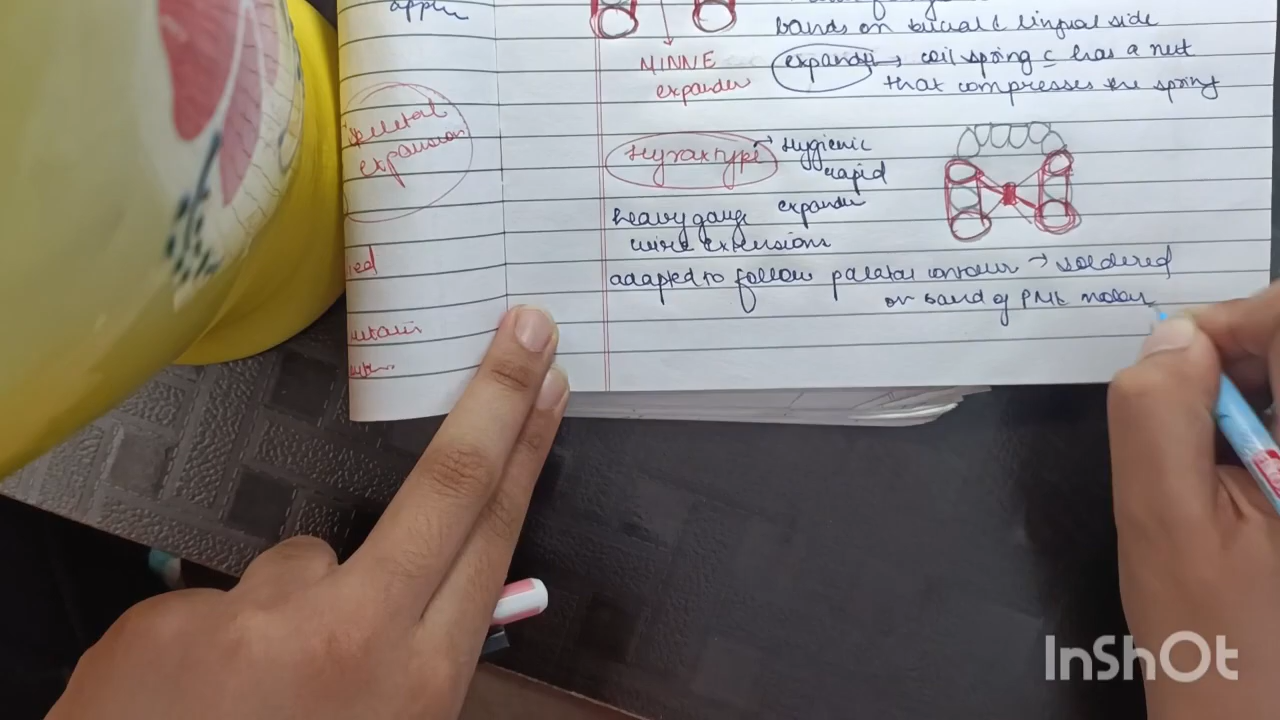 appln
bands on buccal & lingual side
MINNE
expander
expands → coil spring c has a nut
that compresses the spring
skeletal
expansion
Hyrax type → Hygienic
rapid
expander
heavy gauge
wire extensions
adapted to follow palatal contour → soldered
on band of PM & molar
InShOt